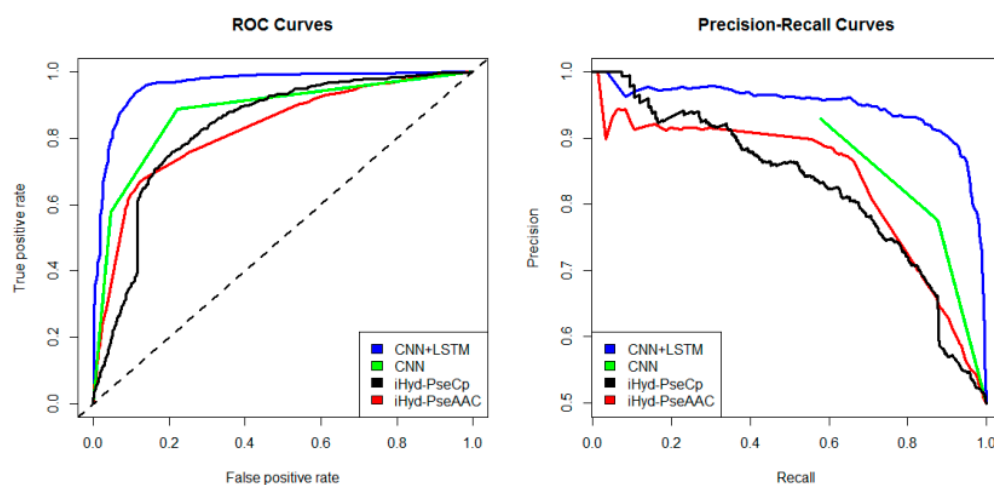 ROC Curves
True positive rate
1.0
0.8
0.6
0.4
0.2
0.0
CNN+LSTM
CNN
iHyd-PseCp
iHyd-PseAAC
0.0 0.2 0.4 0.6 0.8 1.0
False positive rate
Precision-Recall Curves
Precision
1.0
0.9
0.8
0.7
0.6
0.5
CNN+LSTM
CNN
iHyd-PseCp
iHyd-PseAAC
0.0 0.2 0.4 0.6 0.8 1.0
Recall